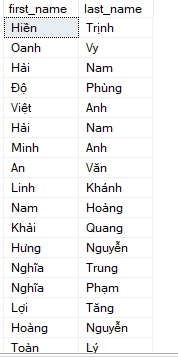 first_name last_name
Hiền Trịnh
Oanh Vy
Hải Nam
Độ Phùng
Việt Anh
Hải Nam
Minh Anh
An Văn
Linh Khánh
Nam Hoàng
Khải Quang
Hưng Nguyễn
Nghĩa Trung
Nghĩa Phạm
Lợi Tăng
Hoàng Nguyễn
Toàn Lý